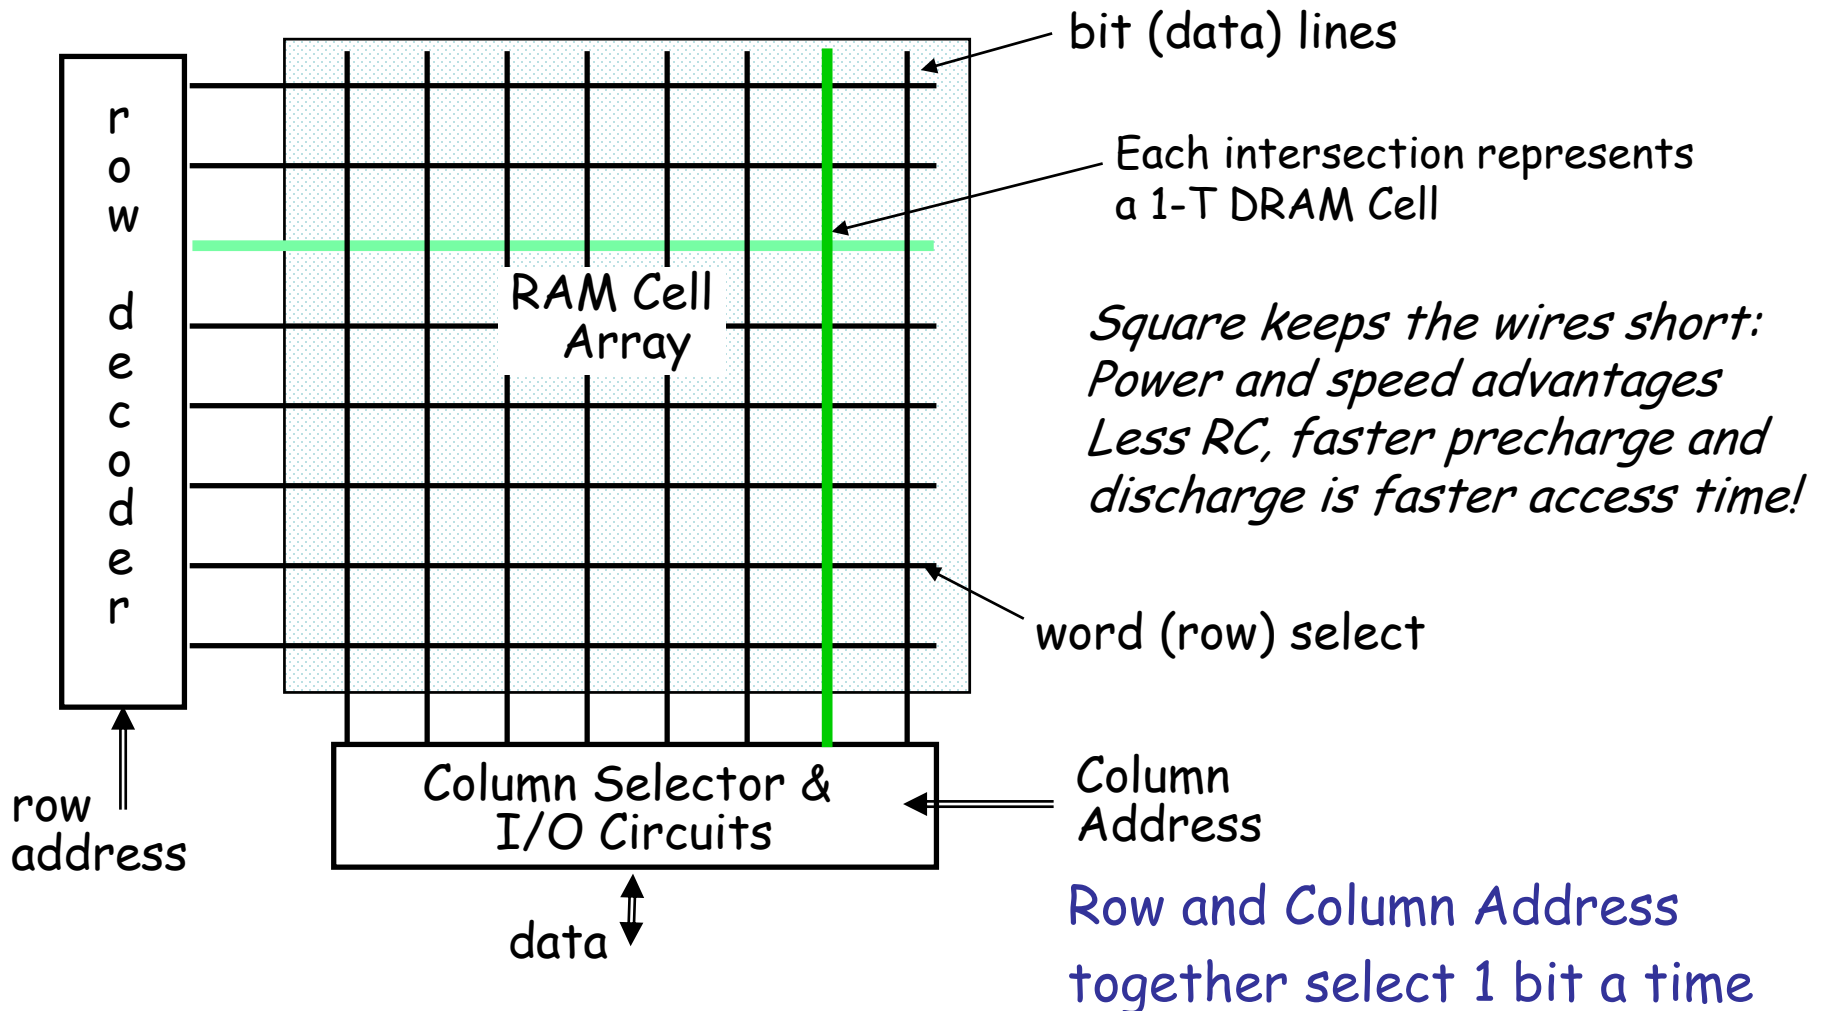 bit (data) lines
row decoder
Each intersection represents
a 1-T DRAM Cell
RAM Cell
Array
Square keeps the wires short:
Power and speed advantages
Less RC, faster precharge and
discharge is faster access time!
word (row) select
Column Selector &
I/O Circuits
Column
Address
row
address
data
Row and Column Address
together select 1 bit a time